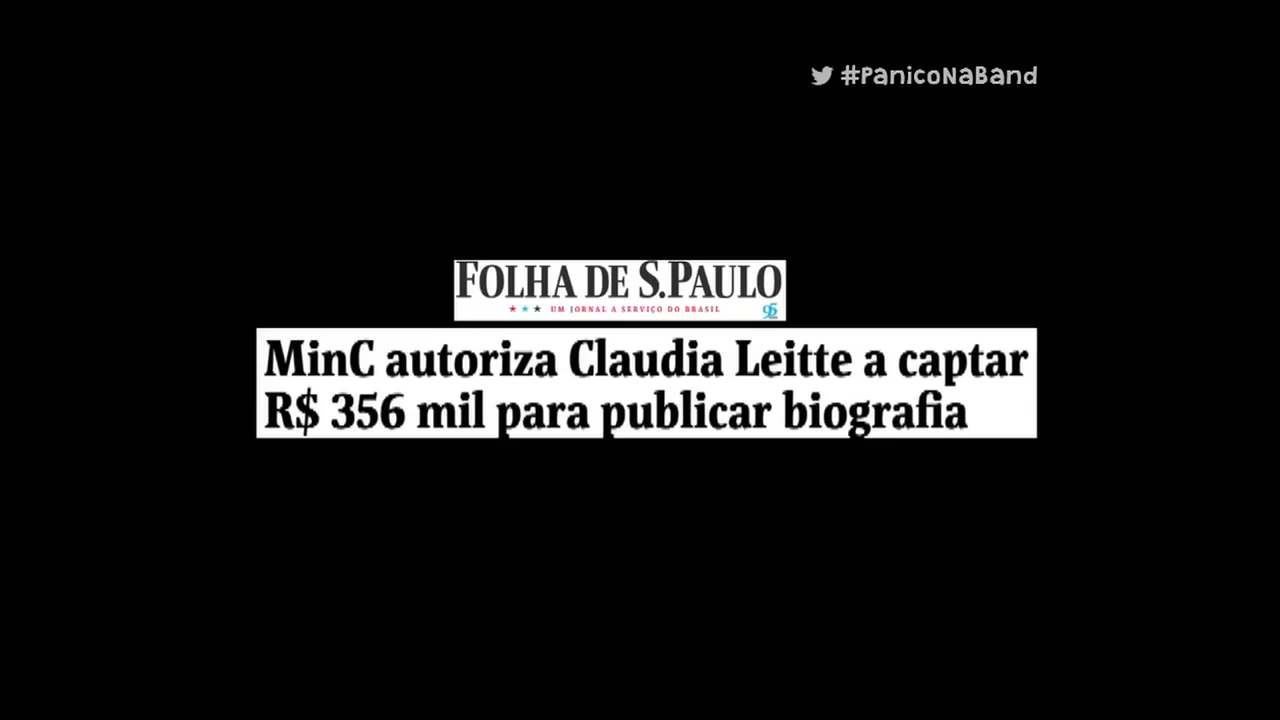 #PanicoNaBand
FOLHA DE S.PAULO
★ ★ ★ UM JORNAL A SERVIÇO DO BRASIL 95
MinC autoriza Claudia Leitte a captar
R$ 356 mil para publicar biografia